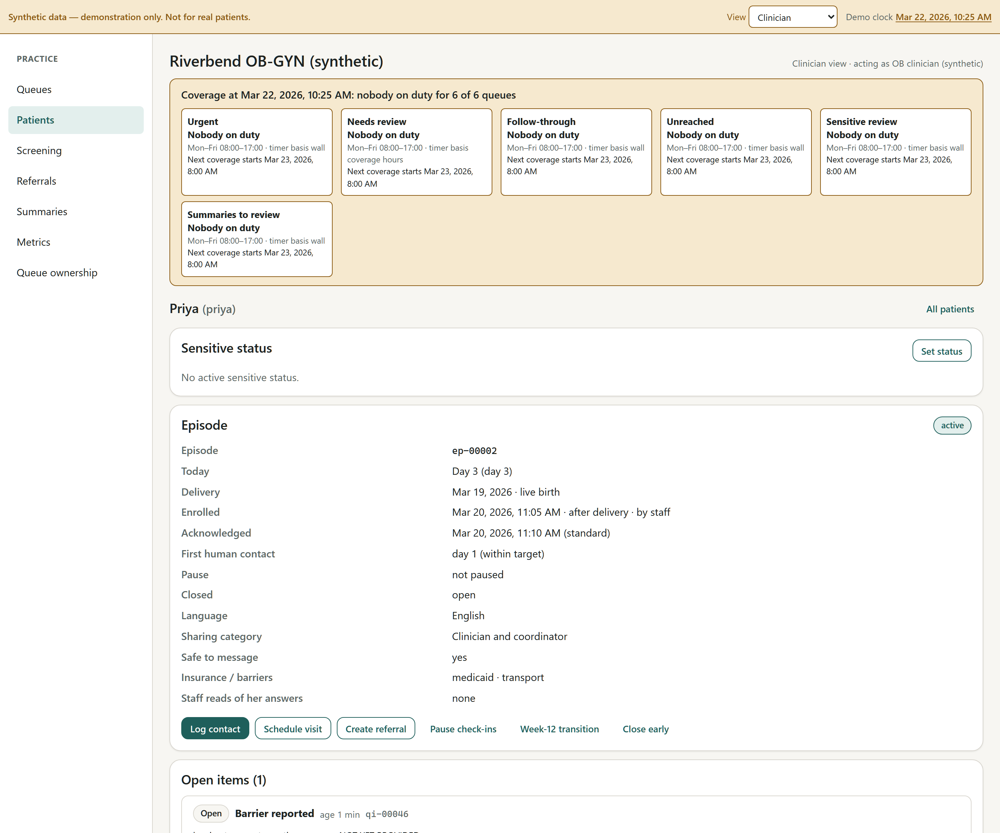 Synthetic data — demonstration only. Not for real patients.
View Clinician Demo clock Mar 22, 2026, 10:25 AM
PRACTICE
Queues
Patients
Screening
Referrals
Summaries
Metrics
Queue ownership
Riverbend OB-GYN (synthetic)
Clinician view · acting as OB clinician (synthetic)
Coverage at Mar 22, 2026, 10:25 AM: nobody on duty for 6 of 6 queues
Urgent
Nobody on duty
Mon–Fri 08:00–17:00 · timer basis wall
Next coverage starts Mar 23, 2026,
8:00 AM
Needs review
Nobody on duty
Mon–Fri 08:00–17:00 · timer basis
coverage hours
Next coverage starts Mar 23, 2026,
8:00 AM
Follow-through
Nobody on duty
Mon–Fri 08:00–17:00 · timer basis wall
Next coverage starts Mar 23, 2026,
8:00 AM
Unreached
Nobody on duty
Mon–Fri 08:00–17:00 · timer basis wall
Next coverage starts Mar 23, 2026,
8:00 AM
Sensitive review
Nobody on duty
Mon–Fri 08:00–17:00 · timer basis wall
Next coverage starts Mar 23, 2026,
8:00 AM
Summaries to review
Nobody on duty
Mon–Fri 08:00–17:00 · timer basis wall
Next coverage starts Mar 23, 2026,
8:00 AM
Priya (priya)
All patients
Sensitive status
Set status
No active sensitive status.
Episode
active
Episode ep-00002
Today Day 3 (day 3)
Delivery Mar 19, 2026 · live birth
Enrolled Mar 20, 2026, 11:05 AM · after delivery · by staff
Acknowledged Mar 20, 2026, 11:10 AM (standard)
First human contact day 1 (within target)
Pause not paused
Closed open
Language English
Sharing category Clinician and coordinator
Safe to message yes
Insurance / barriers medicaid · transport
Staff reads of her answers none
Log contact Schedule visit Create referral Pause check-ins Week-12 transition Close early
Open items (1)
Open Barrier reported age 1 min qi-00046